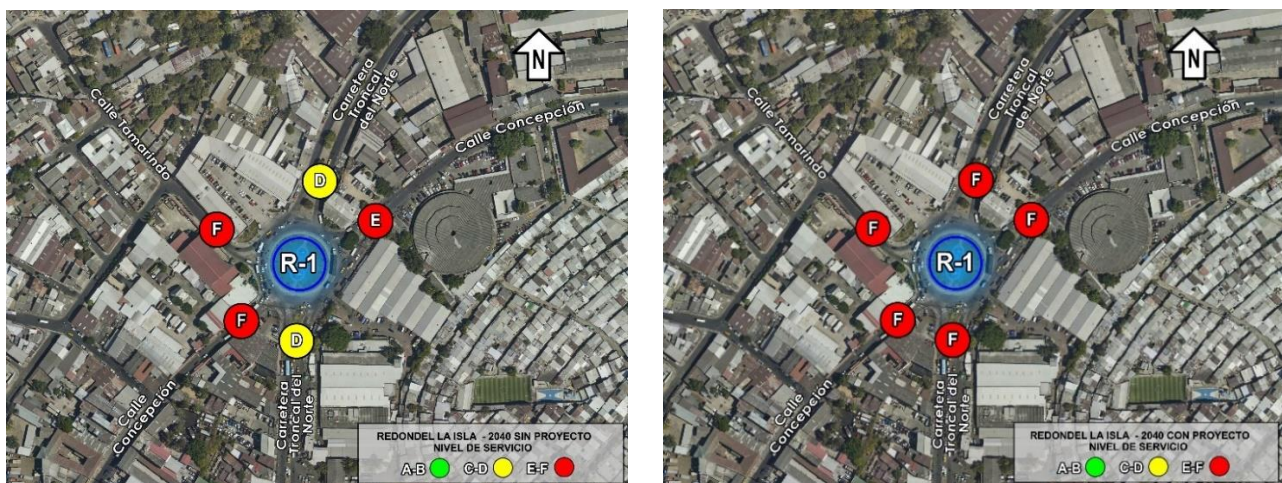 N
Carretera
Troncal
del Norte
Calle Tamarindo
Calle Concepción
D
E
F
R-1
F
D
Calle
Concepción
Carretera
Troncal del
Norte
REDONDEL LA ISLA - 2040 SIN PROYECTO
NIVEL DE SERVICIO
A-B C-D E-F
N
Carretera
Troncal
del Norte
Calle Tamarindo
Calle Concepción
F
F
F
R-1
F
F
Calle
Concepción
Carretera
Troncal del
Norte
REDONDEL LA ISLA - 2040 CON PROYECTO
NIVEL DE SERVICIO
A-B C-D E-F